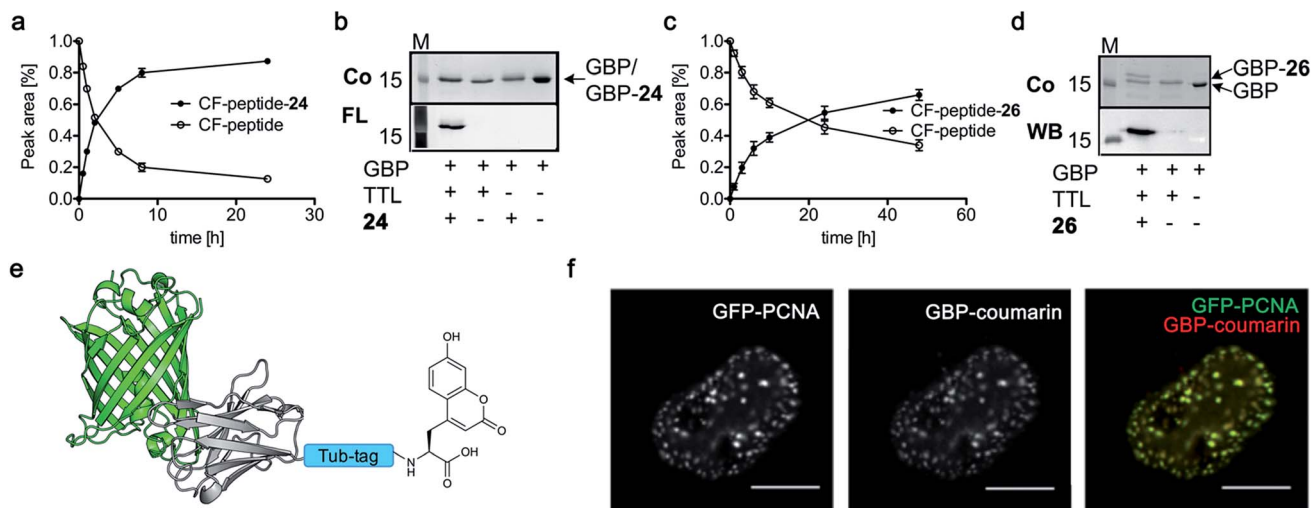 a
1.0
0.8
0.6
0.4
0.2
0.0
Peak area [%]
0 10 20 30
time [h]
CF-peptide-24
CF-peptide
b
M
Co 15
GBP/
GBP-24
FL
15
GBP + + + +
TTL + + - -
24 + - + -
c
1.0
0.8
0.6
0.4
0.2
0.0
Peak area [%]
0 20 40 60
time [h]
CF-peptide-26
CF-peptide
d
M
Co 15
GBP-26
GBP
WB
15
GBP + + +
TTL + + -
26 + - -
e
Tub-tag
OH
O O
OH
N
H
O
f
GFP-PCNA
GBP-coumarin
GFP-PCNA
GBP-coumarin